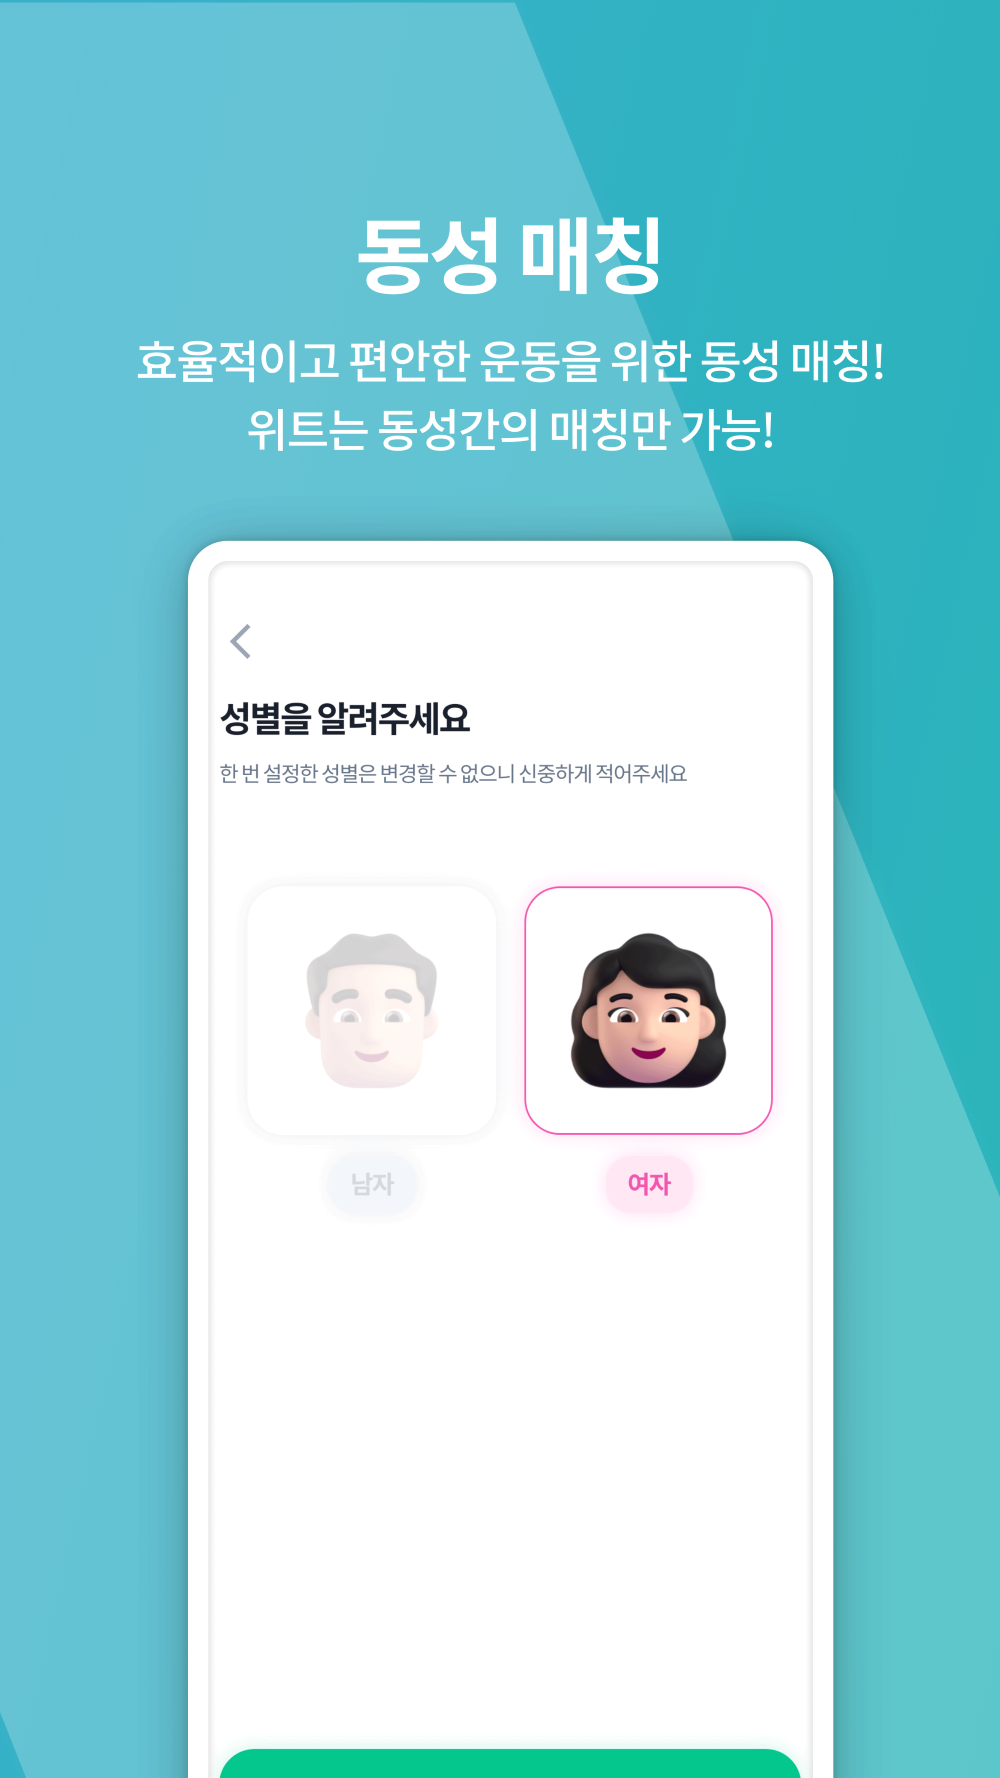 동성 매칭
효율적이고 편안한 운동을 위한 동성 매칭!
위트는 동성간의 매칭만 가능!
성별을 알려주세요
한 번 설정한 성별은 변경할 수 없으니 신중하게 적어주세요
남자
여자